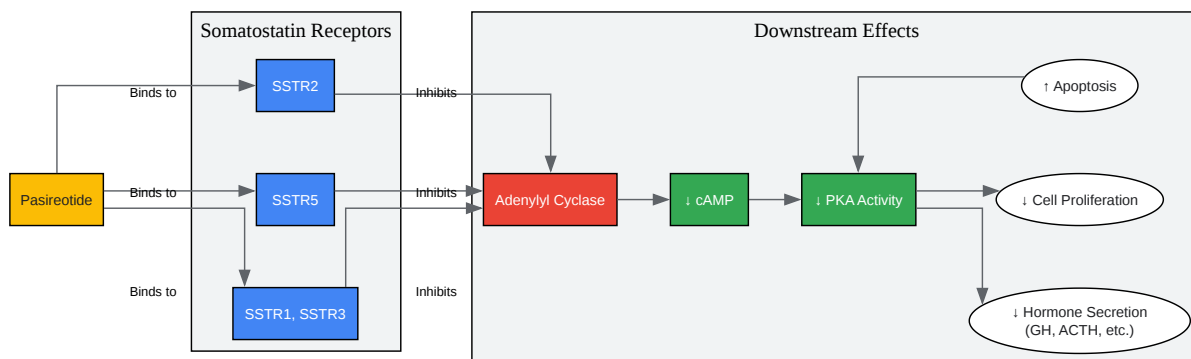 Somatostatin Receptors
Downstream Effects
Binds to
SSTR2
Inhibits
↑ Apoptosis
Pasireotide
Binds to
SSTR5
Inhibits
Adenylyl Cyclase
↓ cAMP
↓ PKA Activity
↓ Cell Proliferation
Binds to
SSTR1, SSTR3
Inhibits
↓ Hormone Secretion
(GH, ACTH, etc.)